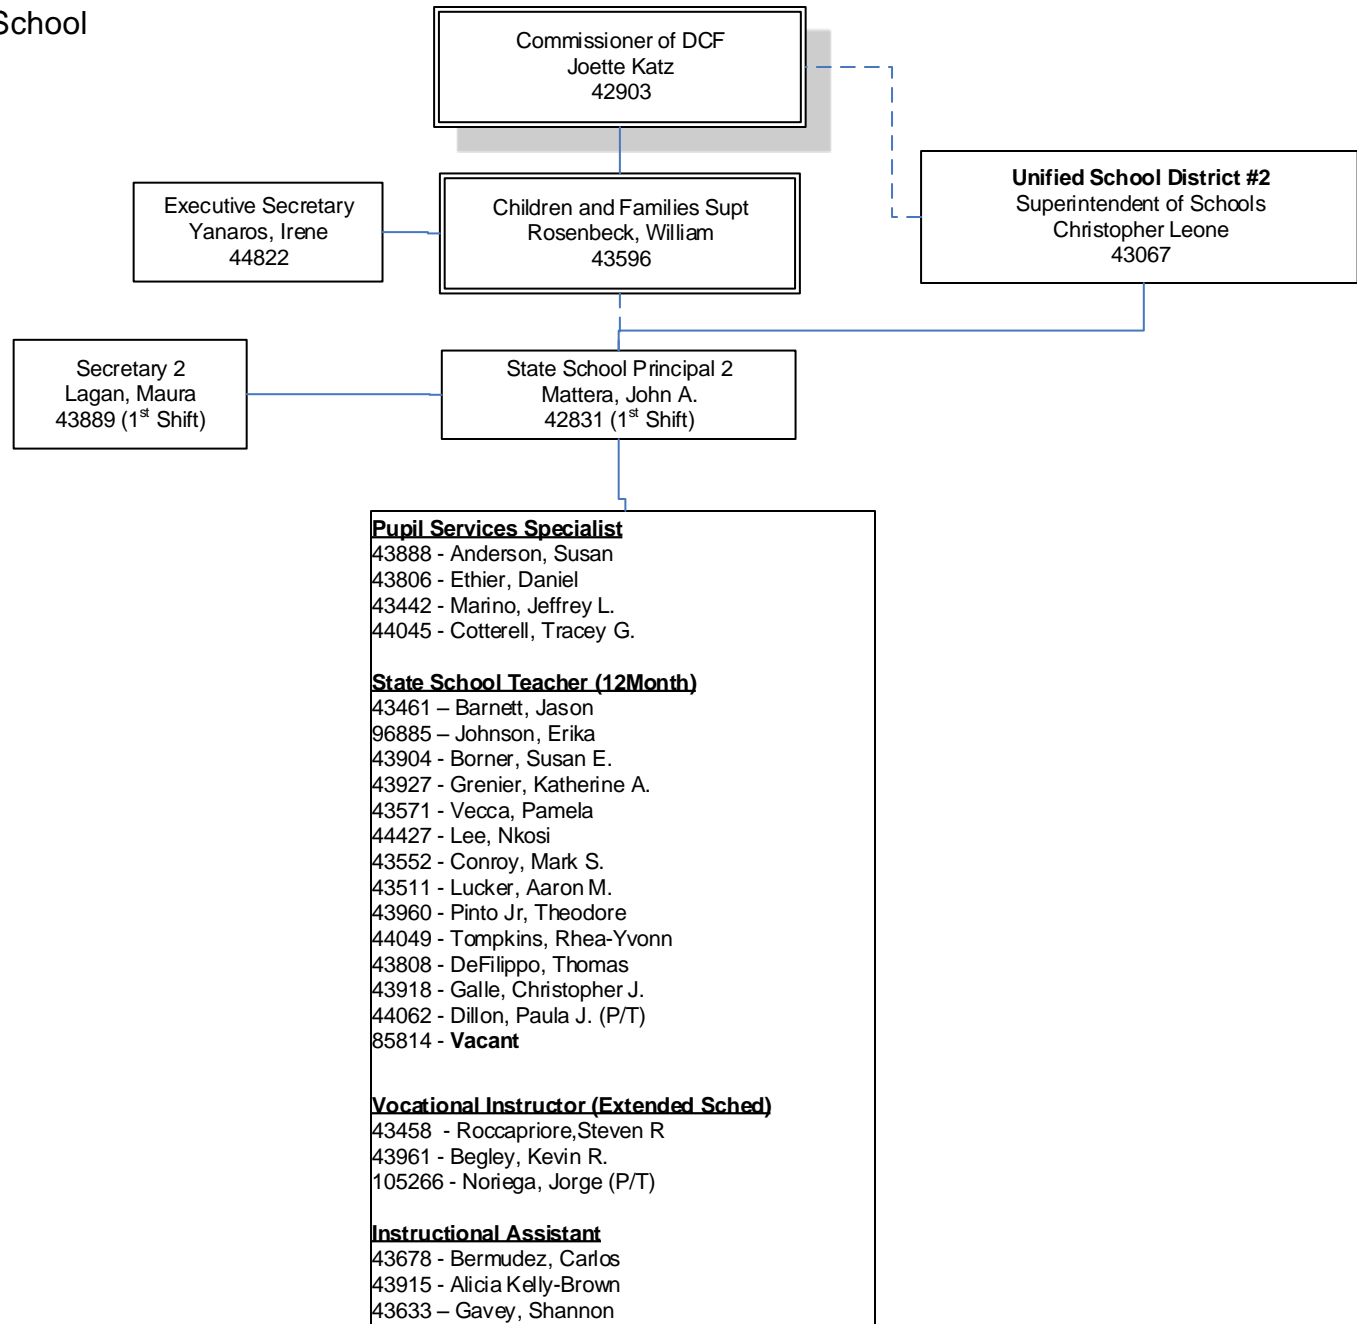 School
Commissioner of DCF
Joette Katz
42903
Unified School District #2
Superintendent of Schools
Christopher Leone
43067
Executive Secretary
Yanaros, Irene
44822
Children and Families Supt
Rosenbeck, William
43596
Secretary 2
Lagan, Maura
43889 (1st Shift)
State School Principal 2
Mattera, John A.
42831 (1st Shift)
Pupil Services Specialist
43888 - Anderson, Susan
43806 - Ethier, Daniel
43442 - Marino, Jeffrey L.
44045 - Cotterell, Tracey G.
State School Teacher (12Month)
43461 – Barnett, Jason
96885 – Johnson, Erika
43904 - Borner, Susan E.
43927 - Grenier, Katherine A.
43571 - Vecca, Pamela
44427 - Lee, Nkosi
43552 - Conroy, Mark S.
43511 - Lucker, Aaron M.
43960 - Pinto Jr, Theodore
44049 - Tompkins, Rhea-Yvonn
43808 - DeFilippo, Thomas
43918 - Galle, Christopher J.
44062 - Dillon, Paula J. (P/T)
85814 - Vacant
Vocational Instructor (Extended Sched)
43458  - Roccapriore,Steven R
43961 - Begley, Kevin R.
105266 - Noriega, Jorge (P/T)
Instructional Assistant
43678 - Bermudez, Carlos
43915 - Alicia Kelly-Brown
43633 – Gavey, Shannon